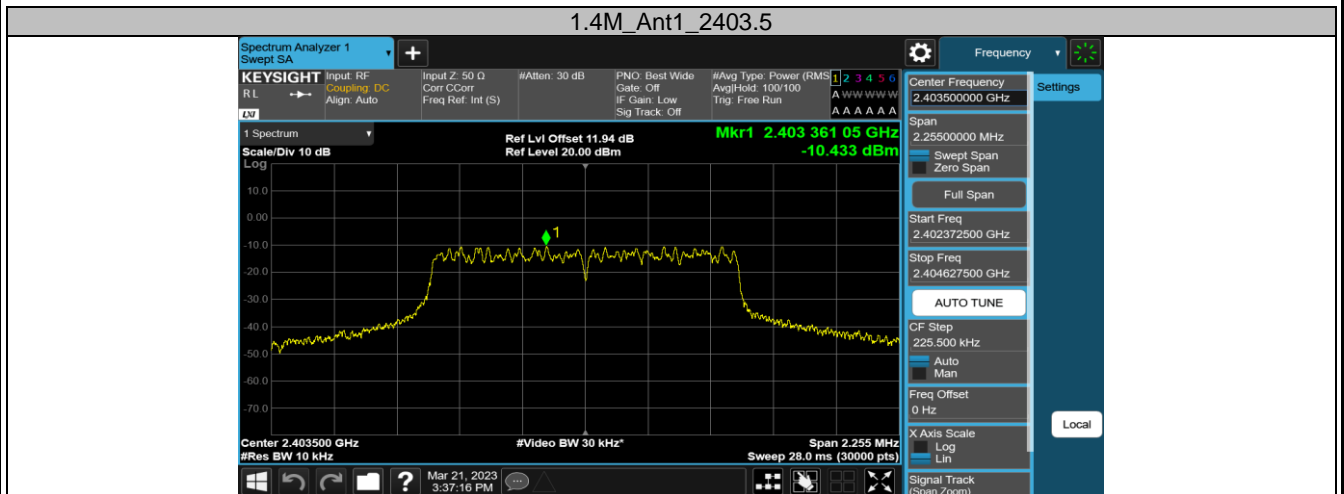 1.4M_Ant1_2403.5
Spectrum Analyzer 1
Swept SA
Frequency
KEYSIGHT
RL
LXI
Input: RF
Coupling: DC
Align: Auto
Input Z: 50 Ω
Corr CCorr
Freq Ref: Int (S)
#Atten: 30 dB
PNO: Best Wide
Gate: Off
IF Gain: Low
Sig Track: Off
#Avg Type: Power (RMS
Avg|Hold: 100/100
Trig: Free Run
1 2 3 4 5 6
A W W W W W
A A A A A A
1 Spectrum
Scale/Div 10 dB
Log
Ref Lvl Offset 11.94 dB
Ref Level 20.00 dBm
Mkr1 2.403 361 05 GHz
-10.433 dBm
10.0
0.00
-10.0
-20.0
-30.0
-40.0
-50.0
-60.0
-70.0
1
Center 2.403500 GHz
#Res BW 10 kHz
#Video BW 30 kHz*
Span 2.255 MHz
Sweep 28.0 ms (30000 pts)
Mar 21, 2023
3:37:16 PM
Center Frequency
2.403500000 GHz
Settings
Span
2.25500000 MHz
Swept Span
Zero Span
Full Span
Start Freq
2.402372500 GHz
Stop Freq
2.404627500 GHz
AUTO TUNE
CF Step
225.500 kHz
Auto
Man
Freq Offset
0 Hz
X Axis Scale
Log
Lin
Local
Signal Track
(Span Zoom)